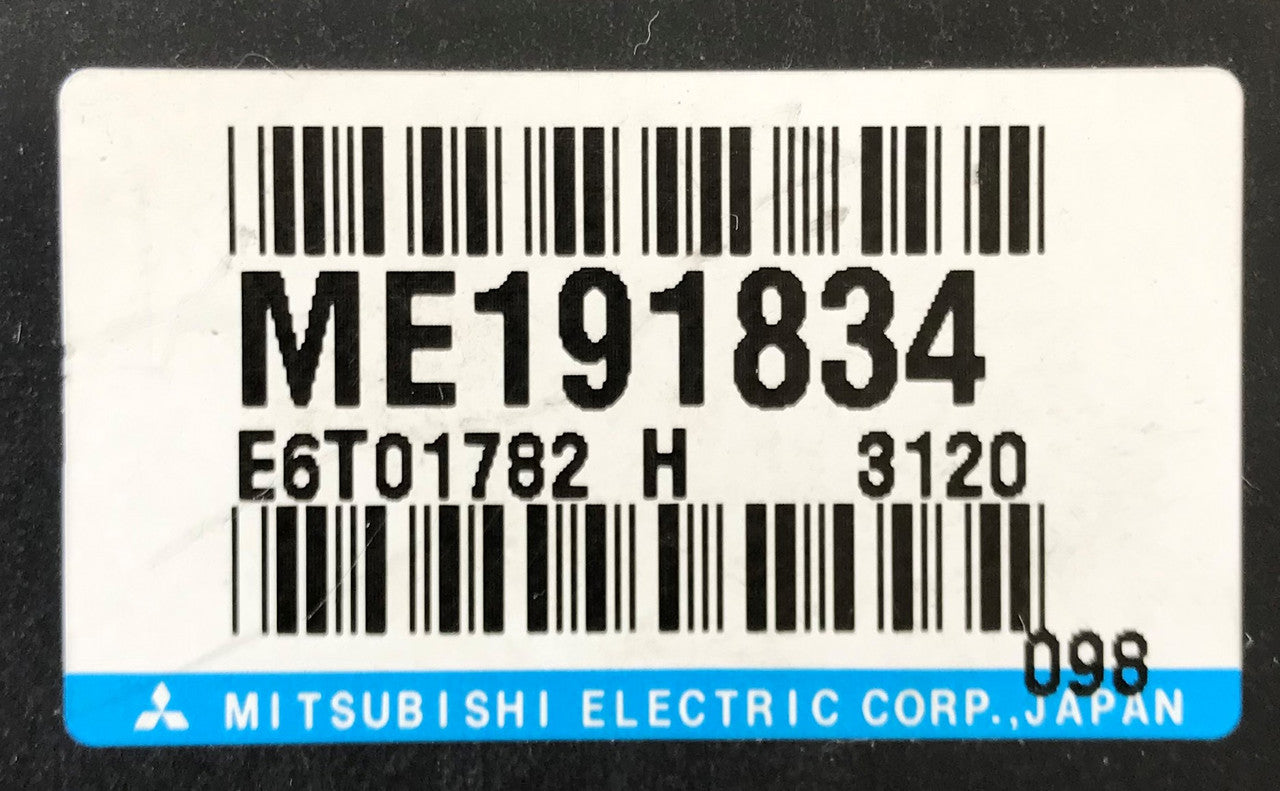 ME191834
E6T01782 H 3120
098
MITSUBISHI ELECTRIC CORP.,JAPAN